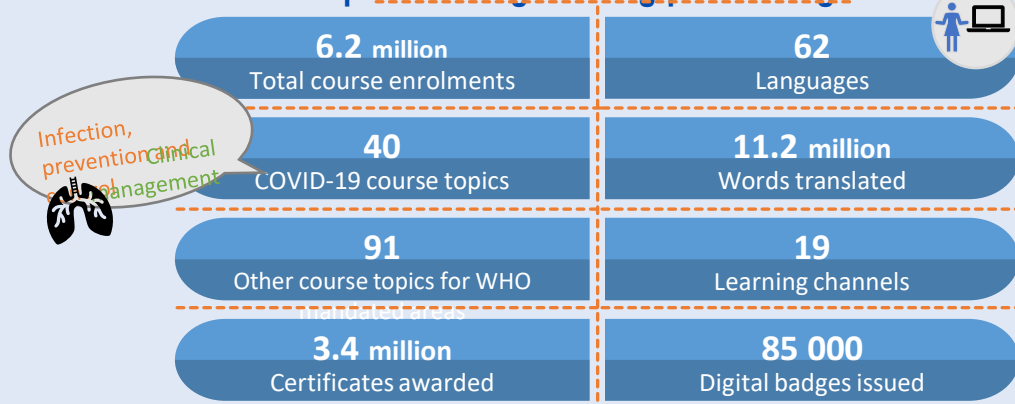 6.2 million
Total course enrolments
62
Languages
Infection,
prevention and
Clinical
management
40
COVID-19 course topics
11.2 million
Words translated
91
Other course topics for WHO
mandated areas
19
Learning channels
3.4 million
Certificates awarded
85 000
Digital badges issued